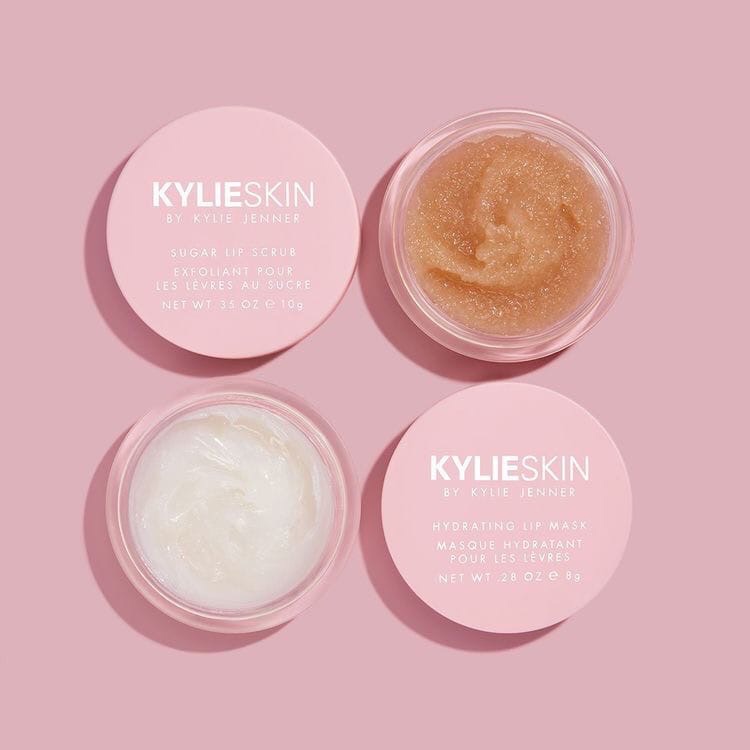 KYLIESKIN
BY KYLIE JENNER
SUGAR LIP SCRUB
EXFOLIANT POUR
LES LÈVRES AU SUCRE
NET WT .35 OZ ℮ 10g
KYLIESKIN
BY KYLIE JENNER
HYDRATING LIP MASK
MASQUE HYDRATANT
POUR LES LÈVRES
NET WT .28 OZ ℮ 8g